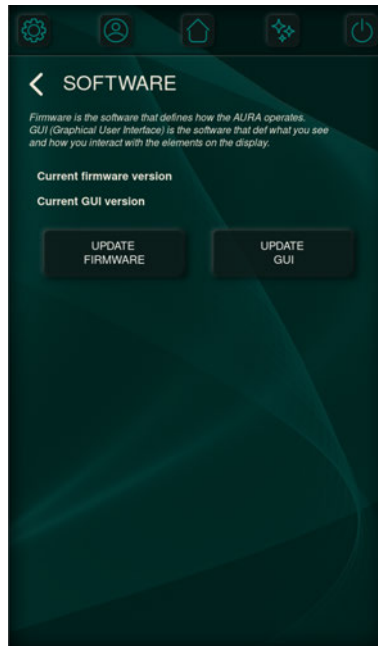 SOFTWARE
Firmware is the software that defines how the AURA operates.
GUI (Graphical User Interface) is the software that def what you see
and how you interact with the elements on the display.
Current firmware version
Current GUI version
UPDATE
FIRMWARE
UPDATE
GUI